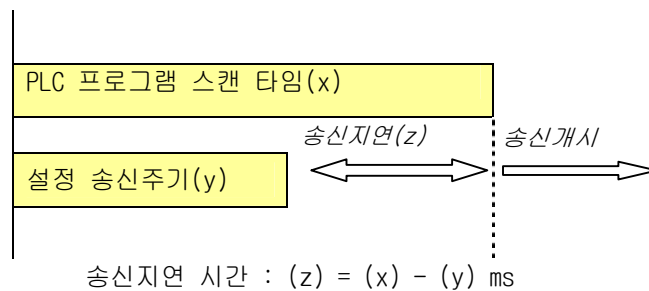 PLC 프로그램 스캔 타임(x)
송신지연(z)
송신개시
설정 송신주기(y)
송신지연 시간 : (z) = (x) - (y) ms